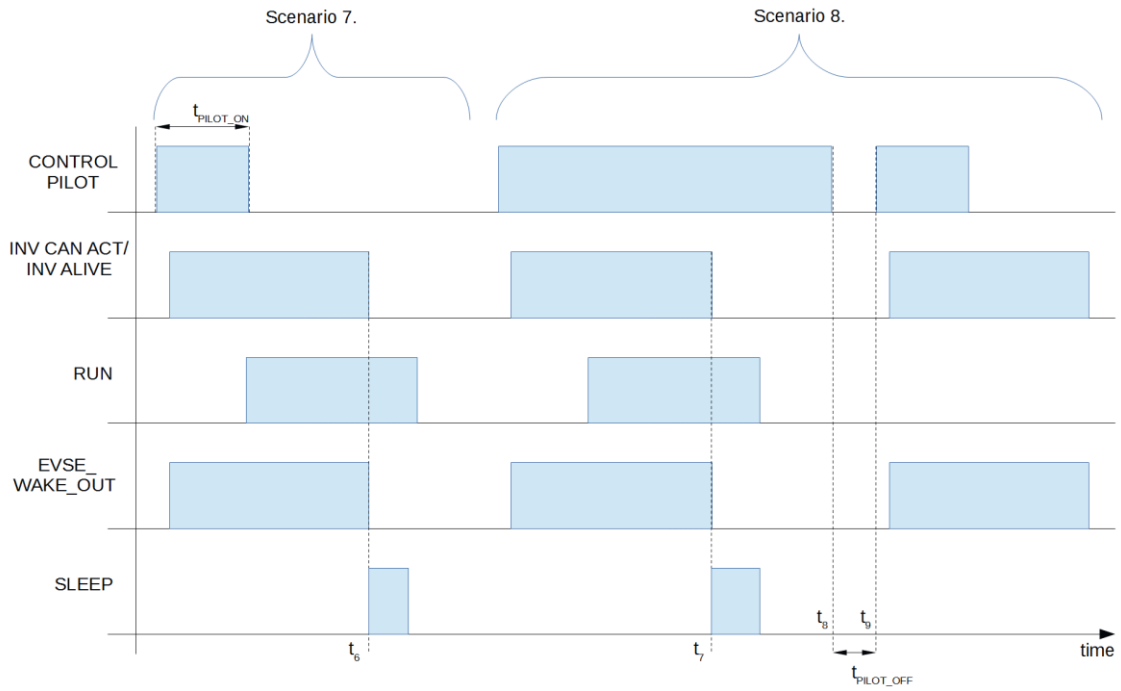 Scenario 7.
Scenario 8.
tPILOT_ON
CONTROL
PILOT
INV CAN ACT/
INV ALIVE
RUN
EVSE_
WAKE_OUT
SLEEP
t6
t7
t8
t9
time
tPILOT_OFF